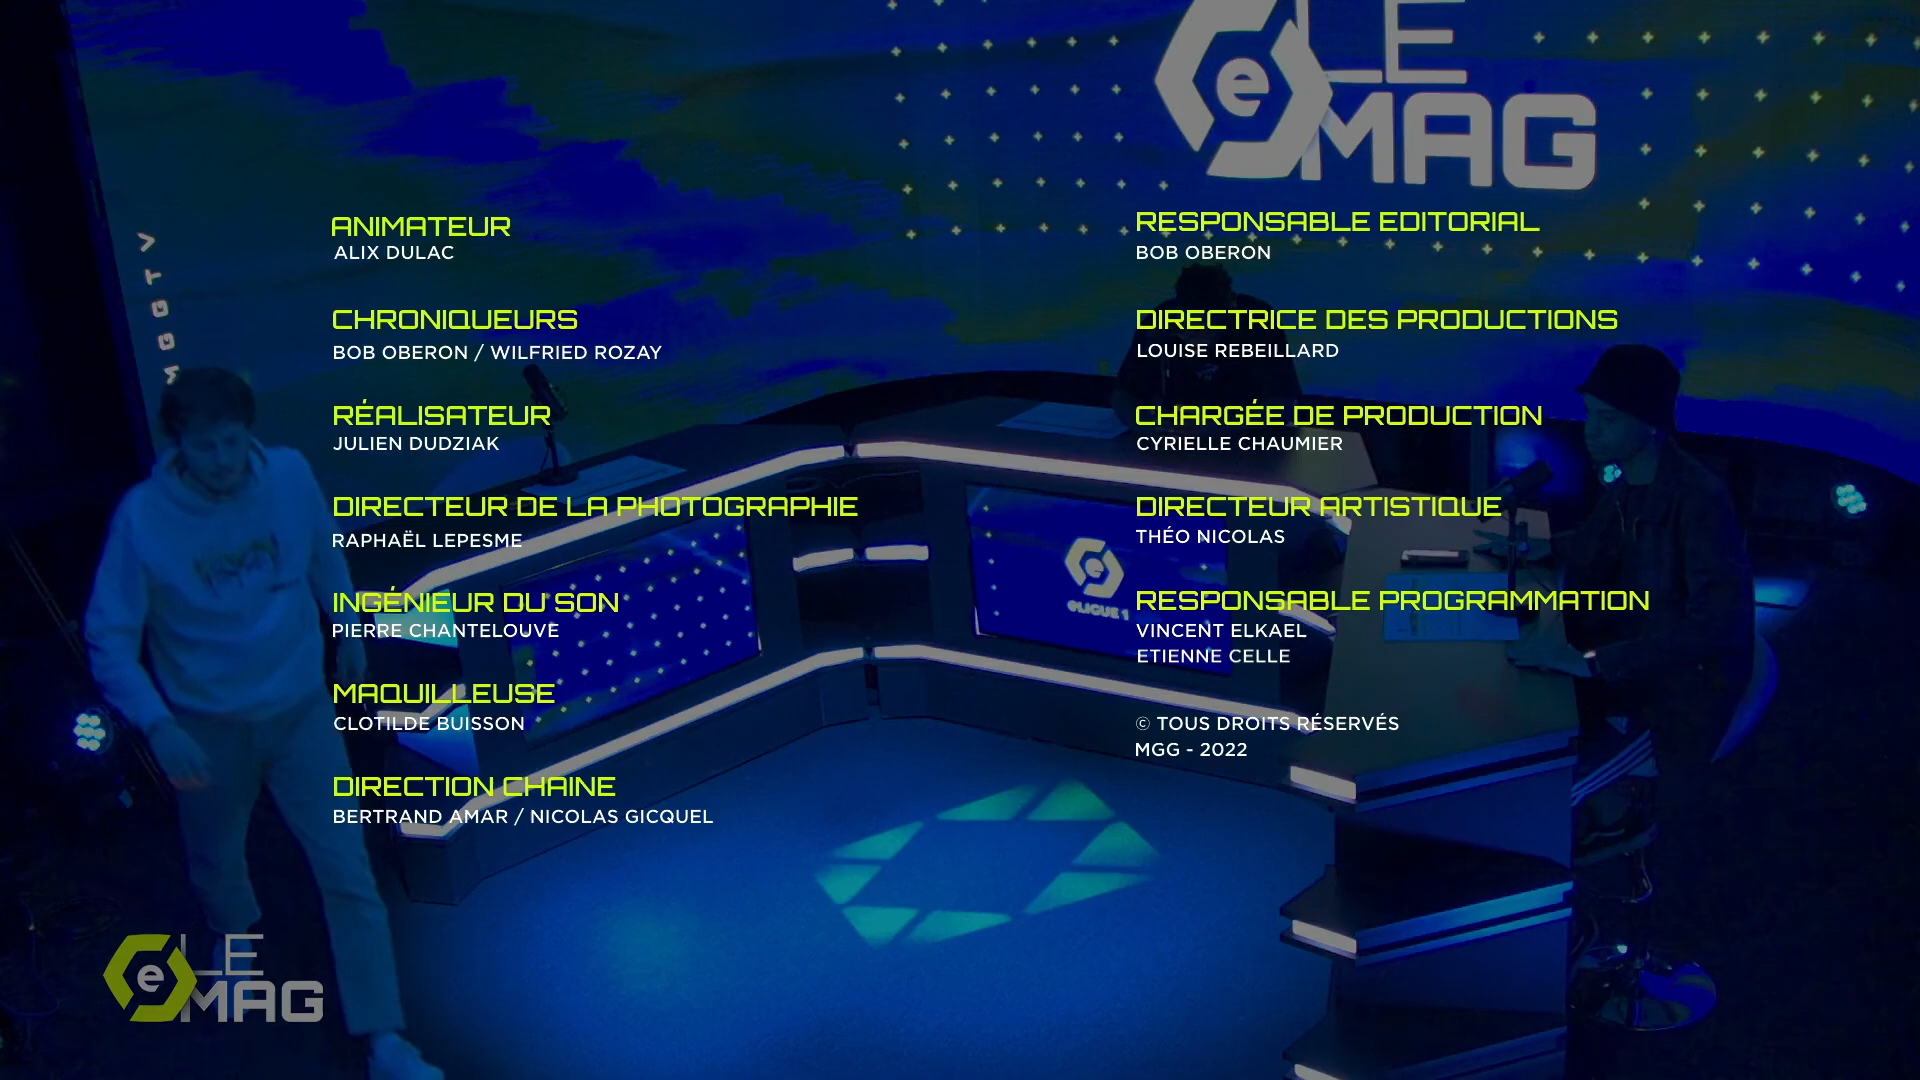 LE
e
MAG
ANIMATEUR
ALIX DULAC
CHRONIQUEURS
BOB OBERON / WILFRIED ROZAY
RÉALISATEUR
JULIEN DUDZIAK
DIRECTEUR DE LA PHOTOGRAPHIE
RAPHAËL LEPESME
INGÉNIEUR DU SON
PIERRE CHANTELOUVE
MAQUILLEUSE
CLOTILDE BUISSON
DIRECTION CHAINE
BERTRAND AMAR / NICOLAS GICQUEL
RESPONSABLE EDITORIAL
BOB OBERON
DIRECTRICE DES PRODUCTIONS
LOUISE REBEILLARD
CHARGÉE DE PRODUCTION
CYRIELLE CHAUMIER
DIRECTEUR ARTISTIQUE
THÉO NICOLAS
RESPONSABLE PROGRAMMATION
VINCENT ELKAEL
ETIENNE CELLE
© TOUS DROITS RÉSERVÉS
MGG - 2022
e
eLIGUE 1
LE
e
MAG